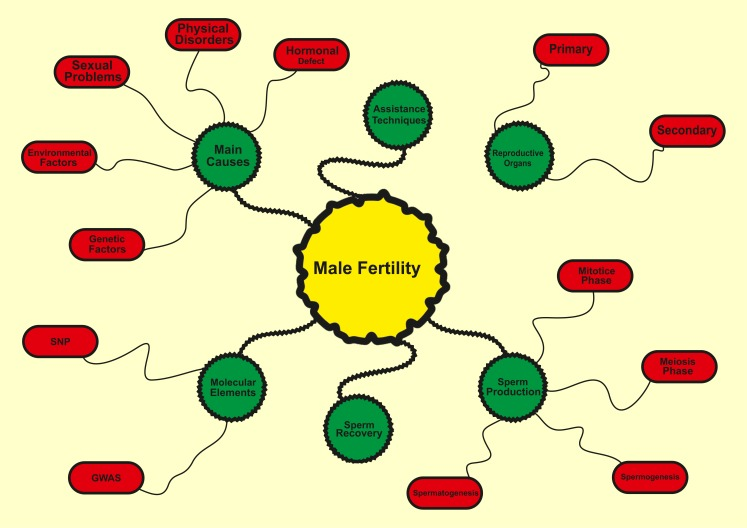 Physical
Disorders
Hormonal
Defect
Sexual
Problems
Environmental
Factors
Genetic
Factors
Main
Causes
Assistance
Techniques
Primary
Secondary
Reproductive
Organs
Male Fertility
Mitotice
Phase
Meiosis
Phase
Sperm
Production
Spermogenesis
Spermatogenesis
Sperm
Recovery
Molecular
Elements
SNP
GWAS